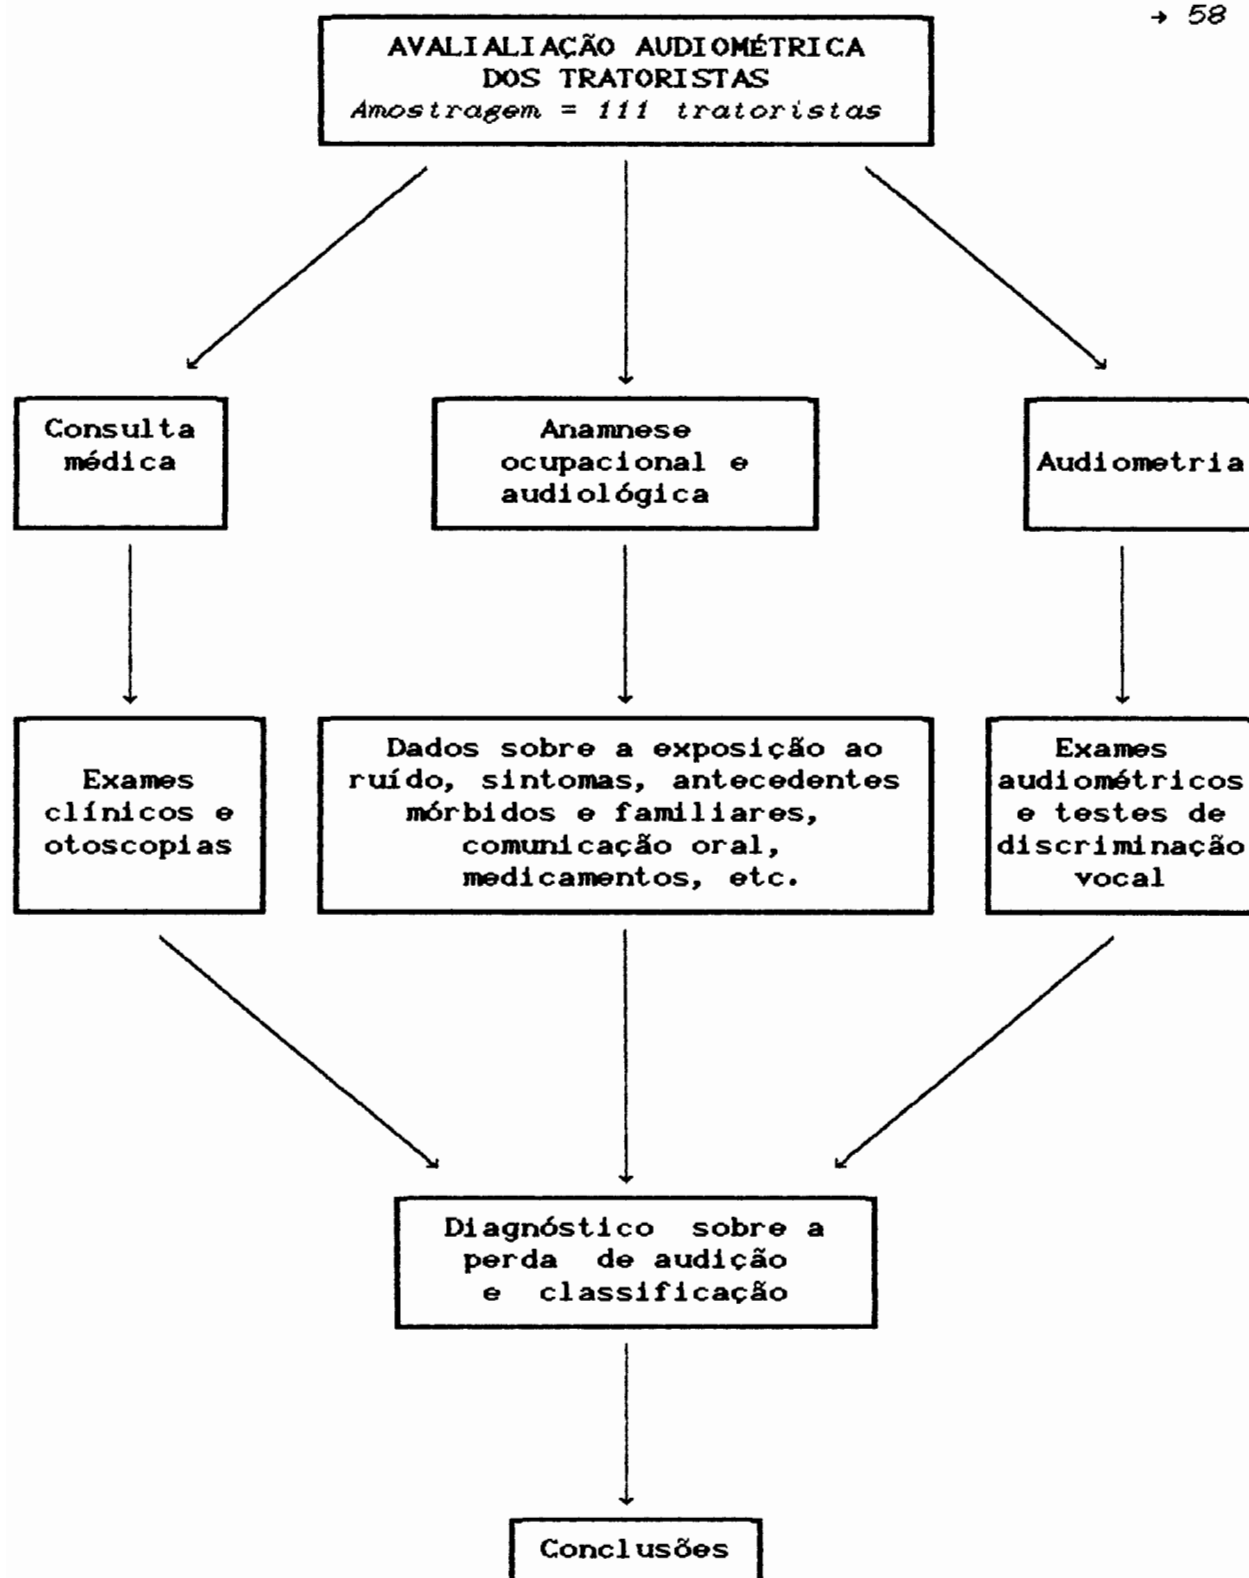 → 58
AVALIALIAÇÃO AUDIOMÉTRICA
DOS TRATORISTAS
Amostragem = 111 tratoristas
Consulta
médica
Anamnese
ocupacional e
audiológica
Audiometria
Exames
clínicos e
otoscopias
Dados sobre a exposição ao
ruído, sintomas, antecedentes
mórbidos e familiares,
comunicação oral,
medicamentos, etc.
Exames
audiométricos
e testes de
discriminação
vocal
Diagnóstico sobre a
perda de audição
e classificação
Conclusões